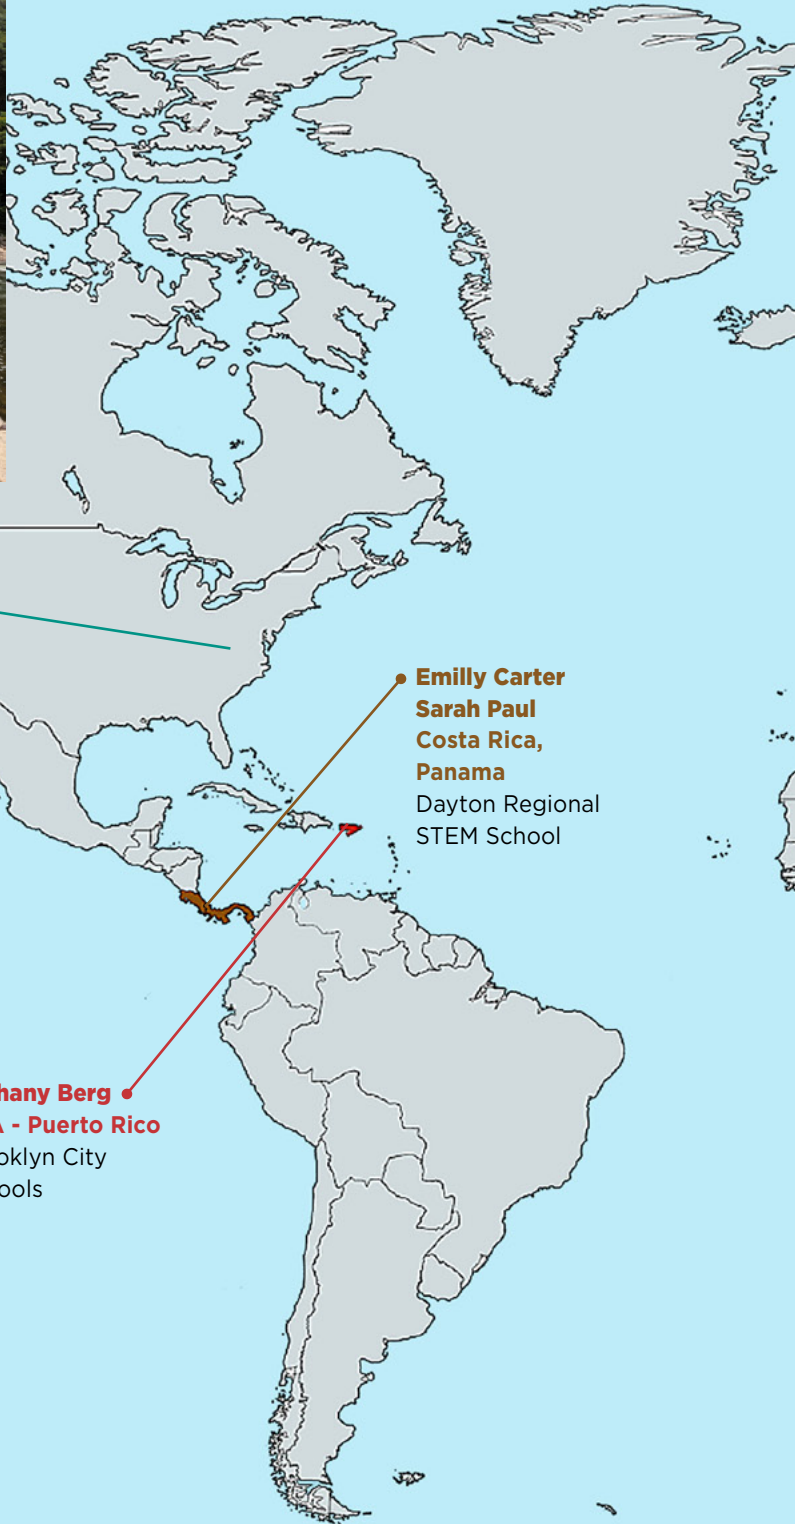 Emilly Carter
Sarah Paul
Costa Rica,
Panama
Dayton Regional
STEM School
hany Berg
A - Puerto Rico
oklyn City
ools